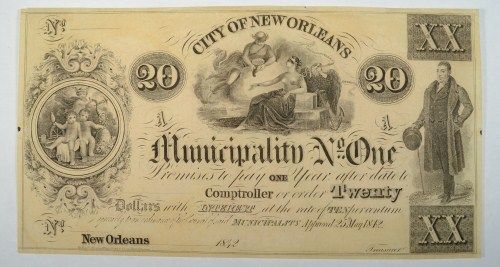 No.
CITY OF NEW ORLEANS
XX
20
20
A
A
Municipality No. One
Promises to pay ONE Year after date to
Comptroller or order Twenty
Dollars with INTEREST at the rate of TEN per centum
MUNICIPALITY Approved 25 May 1842.
No.
XX
New Orleans 1842
Treasurer